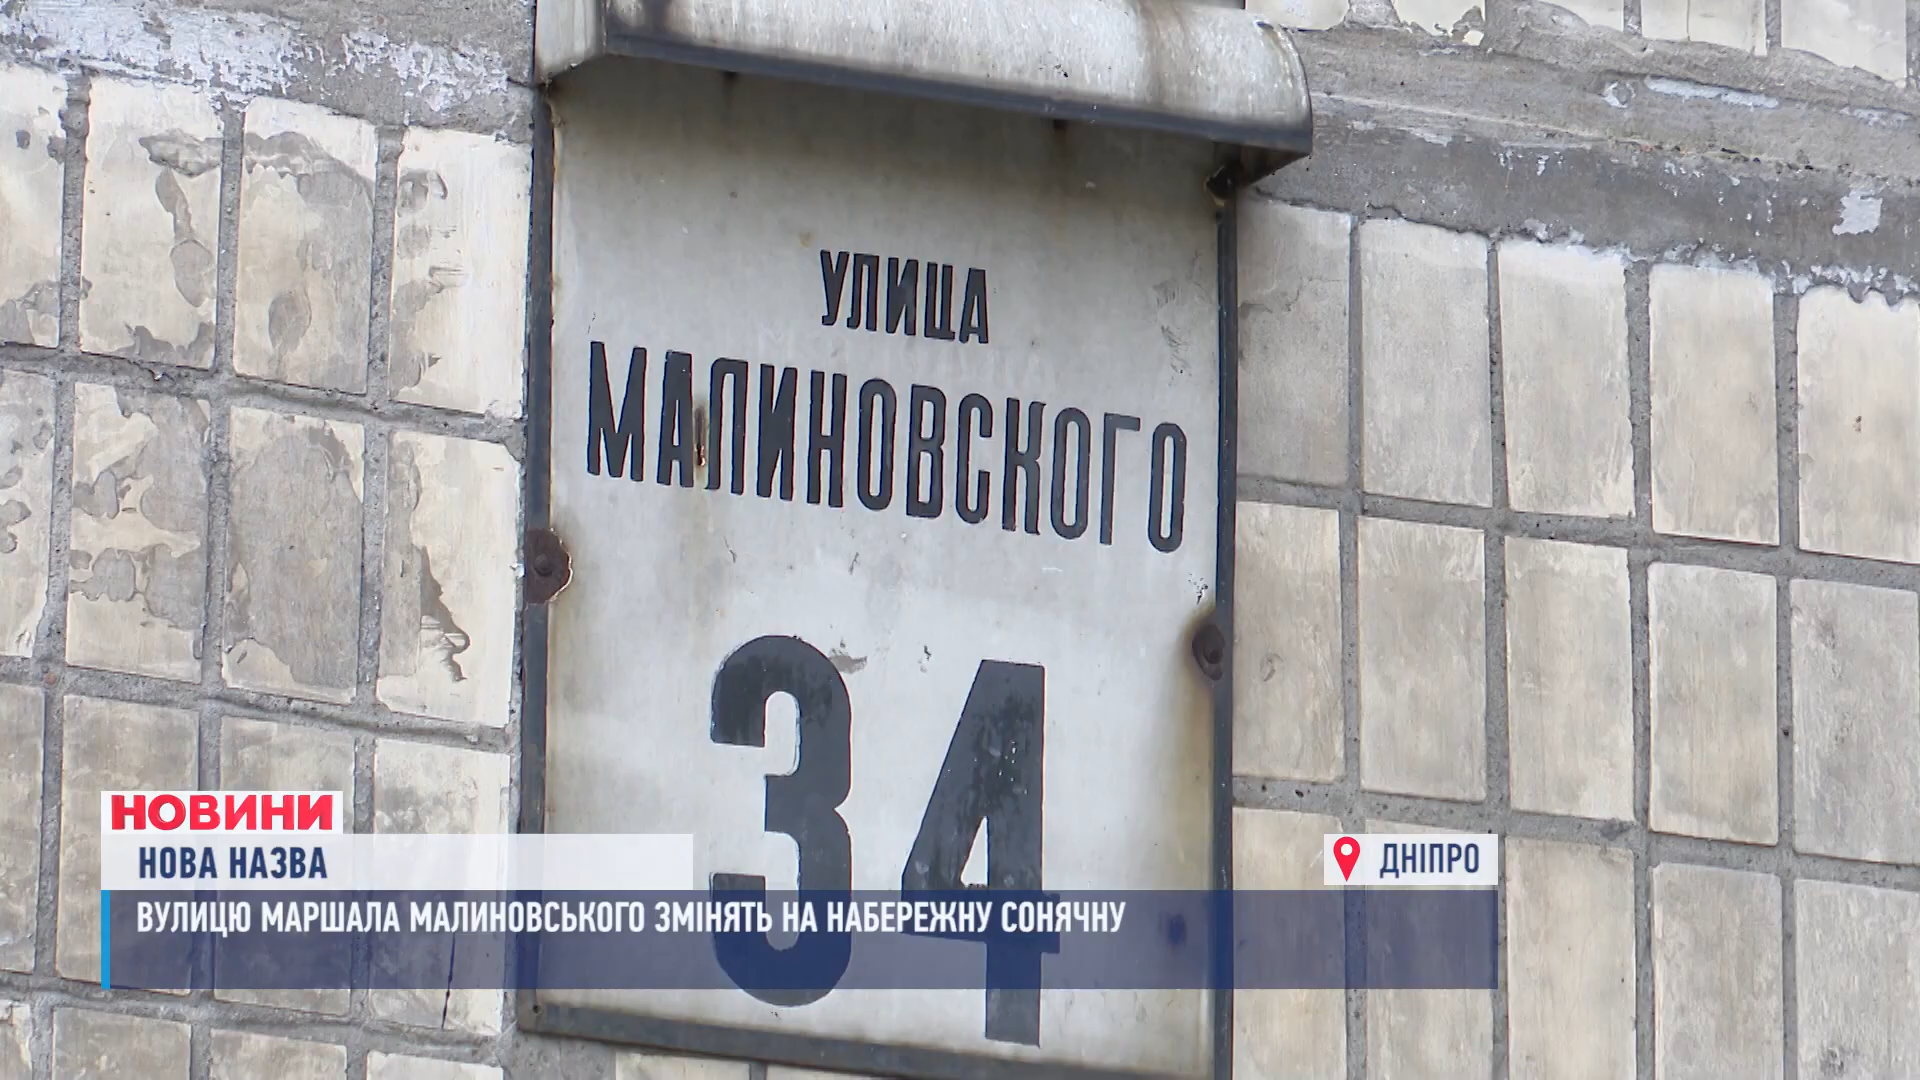 УЛИЦА
МАЛИНОВСКОГО
34
НОВИНИ
НОВА НАЗВА
ДНІПРО
ВУЛИЦЮ МАРШАЛА МАЛИНОВСЬКОГО ЗМІНЯТЬ НА НАБЕРЕЖНУ СОНЯЧНУ